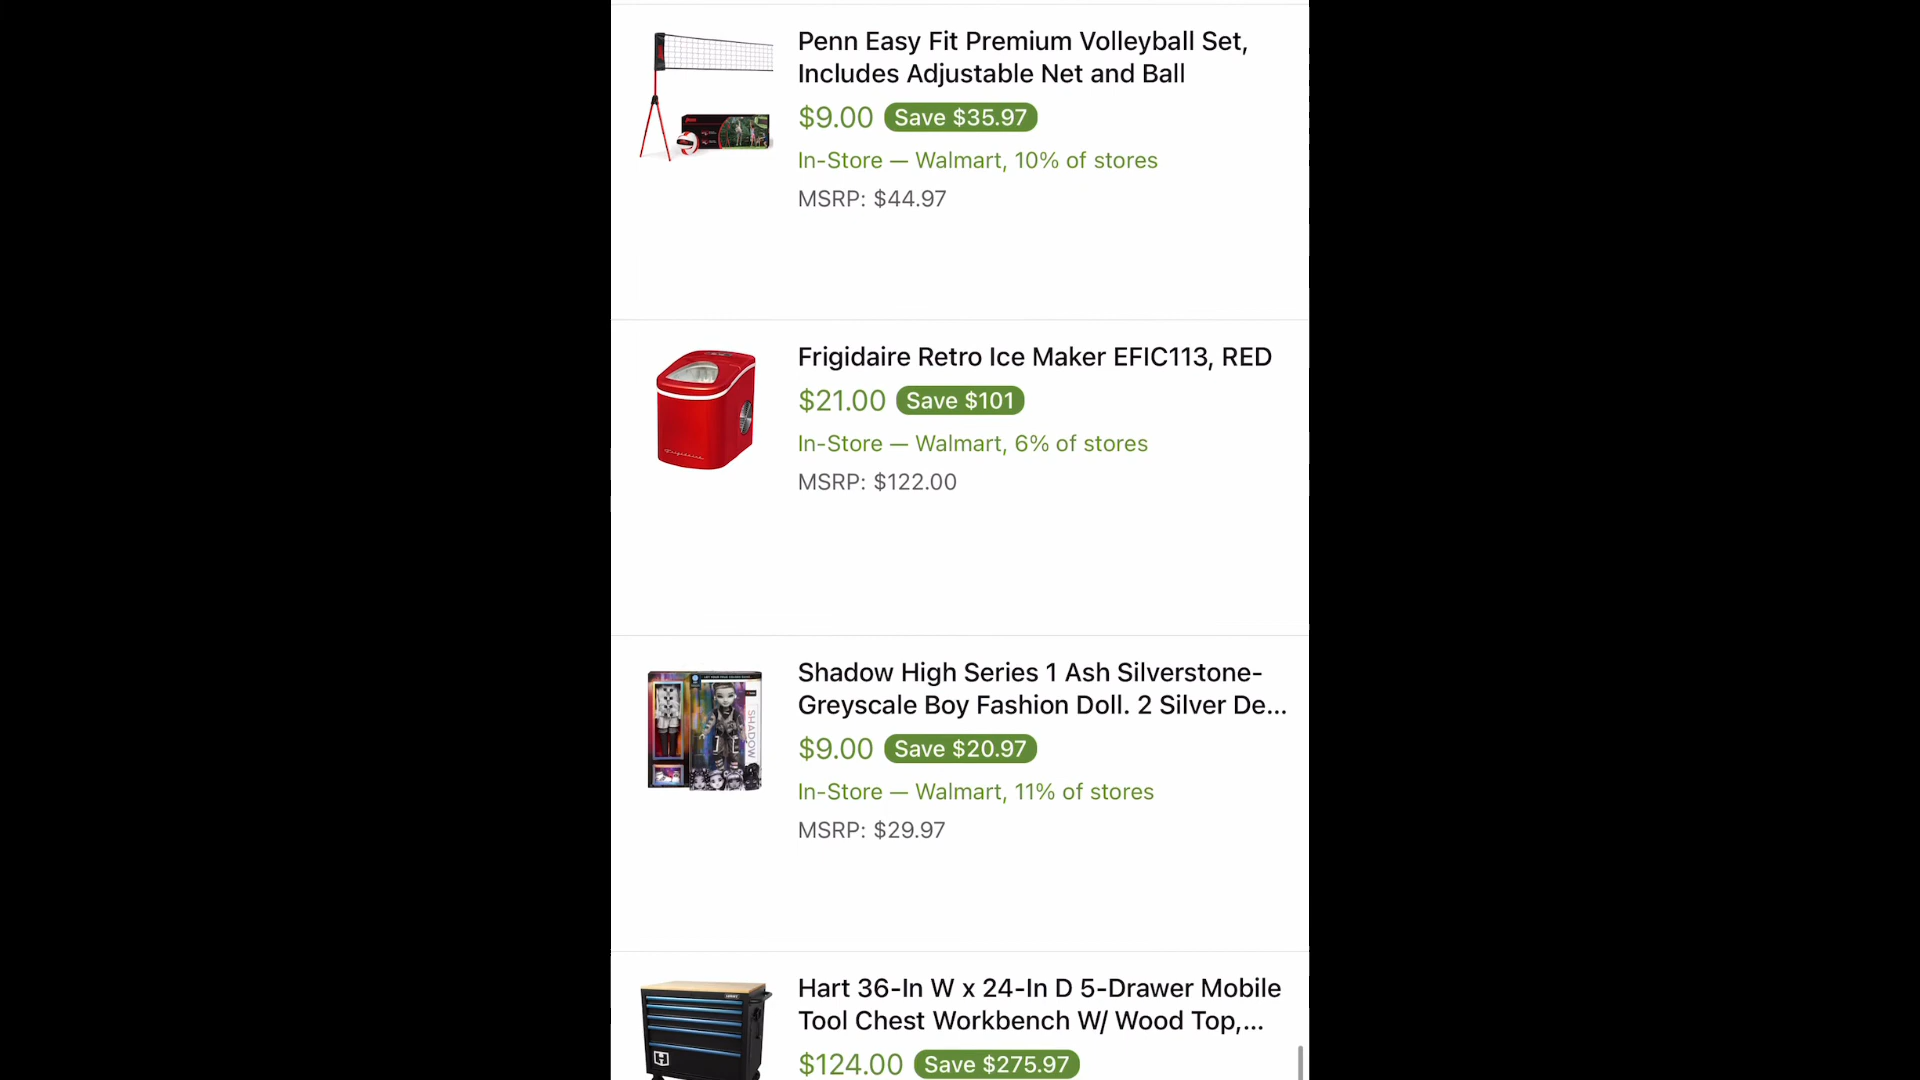 Penn Easy Fit Premium Volleyball Set,
Includes Adjustable Net and Ball
$9.00 Save $35.97
In-Store — Walmart, 10% of stores
MSRP: $44.97
Frigidaire Retro Ice Maker EFIC113, RED
$21.00 Save $101
In-Store — Walmart, 6% of stores
MSRP: $122.00
Shadow High Series 1 Ash Silverstone-
Greyscale Boy Fashion Doll. 2 Silver De...
SHADOW
$9.00 Save $20.97
In-Store — Walmart, 11% of stores
MSRP: $29.97
Hart 36-In W x 24-In D 5-Drawer Mobile
Tool Chest Workbench W/ Wood Top,...
$124.00 Save $275.97